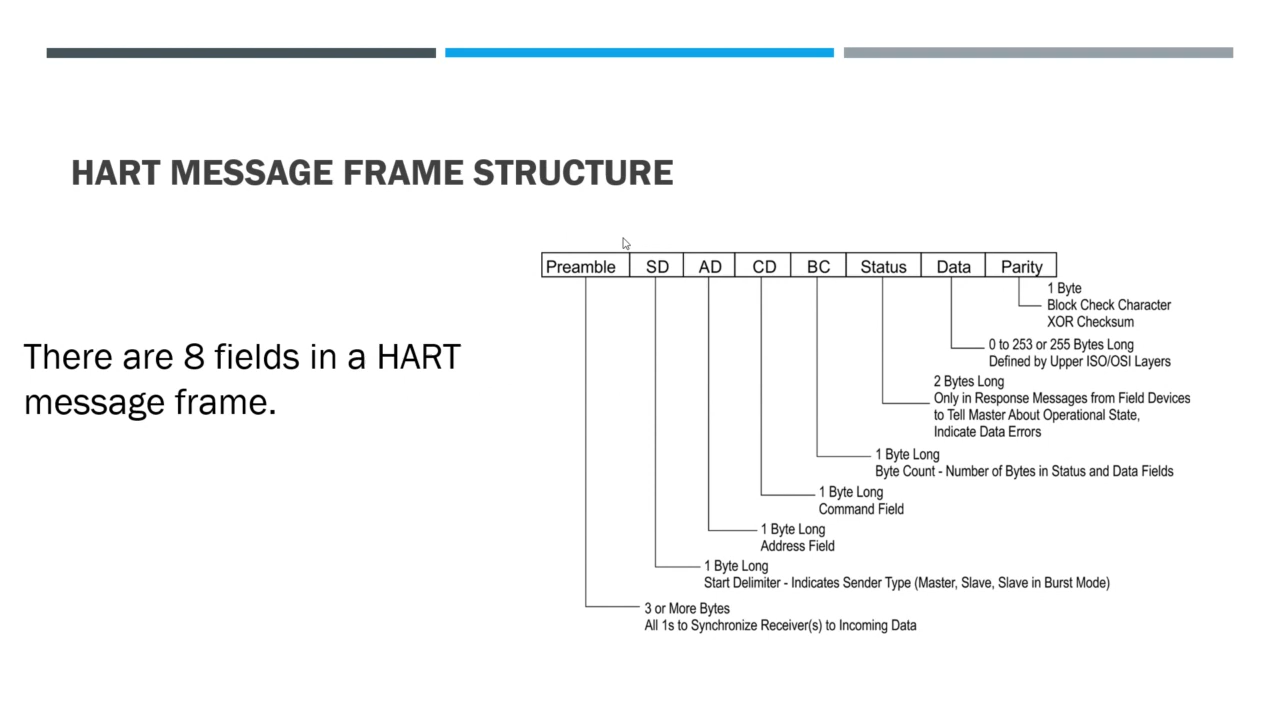 HART MESSAGE FRAME STRUCTURE
There are 8 fields in a HART
message frame.
Preamble SD AD CD BC Status Data Parity
1 Byte
Block Check Character
XOR Checksum
0 to 253 or 255 Bytes Long
Defined by Upper ISO/OSI Layers
2 Bytes Long
Only in Response Messages from Field Devices
to Tell Master About Operational State,
Indicate Data Errors
1 Byte Long
Byte Count - Number of Bytes in Status and Data Fields
1 Byte Long
Command Field
1 Byte Long
Address Field
1 Byte Long
Start Delimiter - Indicates Sender Type (Master, Slave, Slave in Burst Mode)
3 or More Bytes
All 1s to Synchronize Receiver(s) to Incoming Data